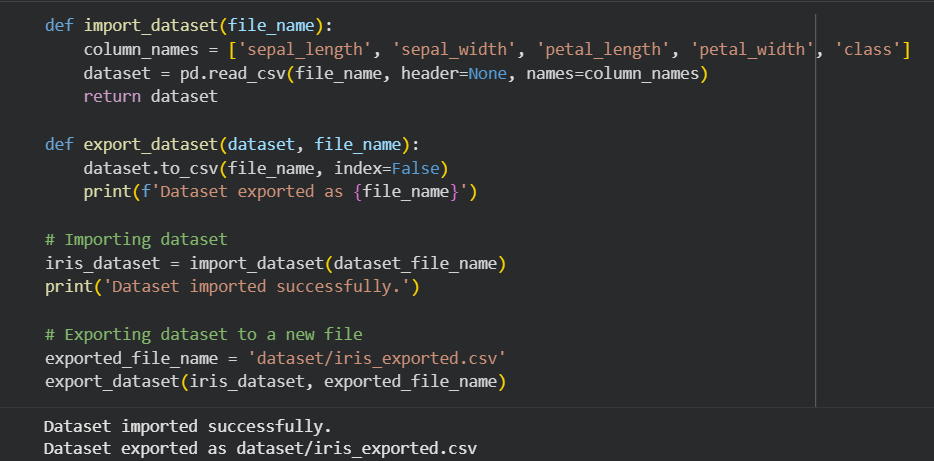 def import_dataset(file_name):
    column_names = ['sepal_length', 'sepal_width', 'petal_length', 'petal_width', 'class']
    dataset = pd.read_csv(file_name, header=None, names=column_names)
    return dataset

def export_dataset(dataset, file_name):
    dataset.to_csv(file_name, index=False)
    print(f'Dataset exported as {file_name}')

# Importing dataset
iris_dataset = import_dataset(dataset_file_name)
print('Dataset imported successfully.')

# Exporting dataset to a new file
exported_file_name = 'dataset/iris_exported.csv'
export_dataset(iris_dataset, exported_file_name)

Dataset imported successfully.
Dataset exported as dataset/iris_exported.csv